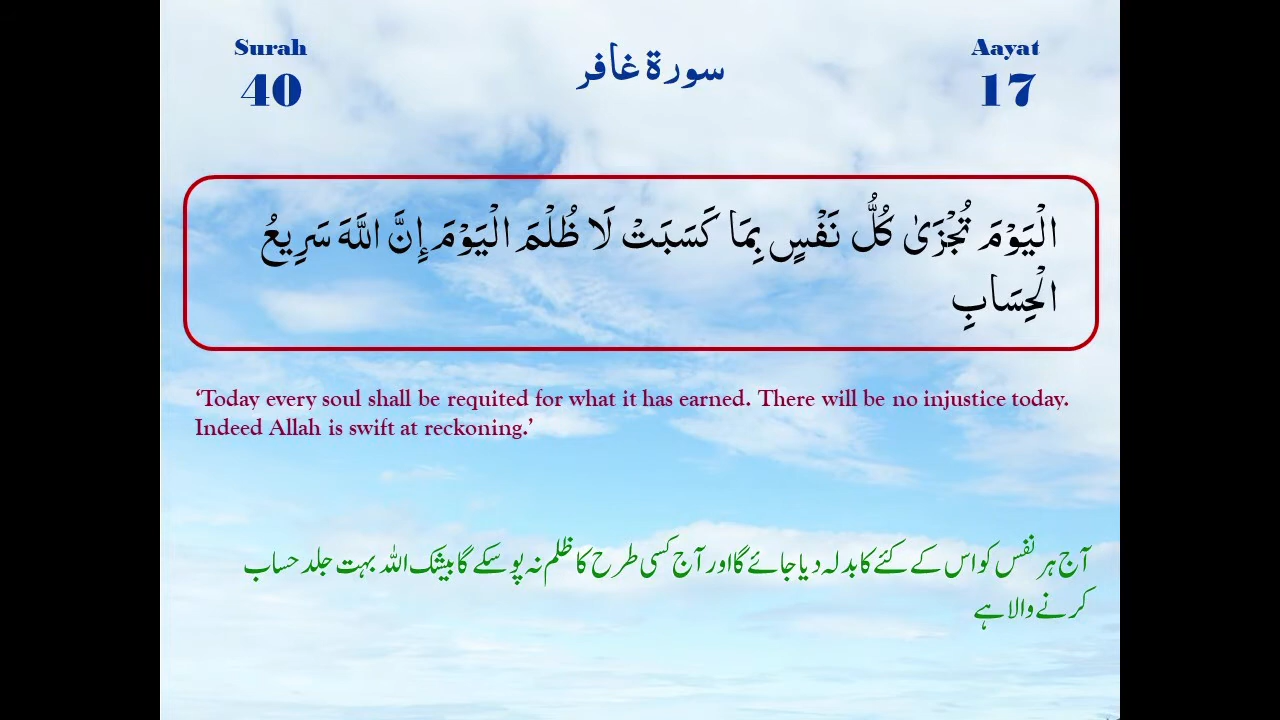 Surah
40
سورة غافر
Aayat
17
الْيَوْمَ تُجْزَىٰ كُلُّ نَفْسٍ بِمَا كَسَبَتْ لَا ظُلْمَ الْيَوْمَ إِنَّ اللَّهَ سَرِيعُ
الْحِسَابِ
‘Today every soul shall be requited for what it has earned. There will be no injustice today.
Indeed Allah is swift at reckoning.’
آج ہر نفس کو اس کے کئے کا بدلہ دیا جائے گا اور آج کسی طرح کا ظلم نہ ہو سکے گا بیشک اللہ بہت جلد حساب
کرنے والا ہے